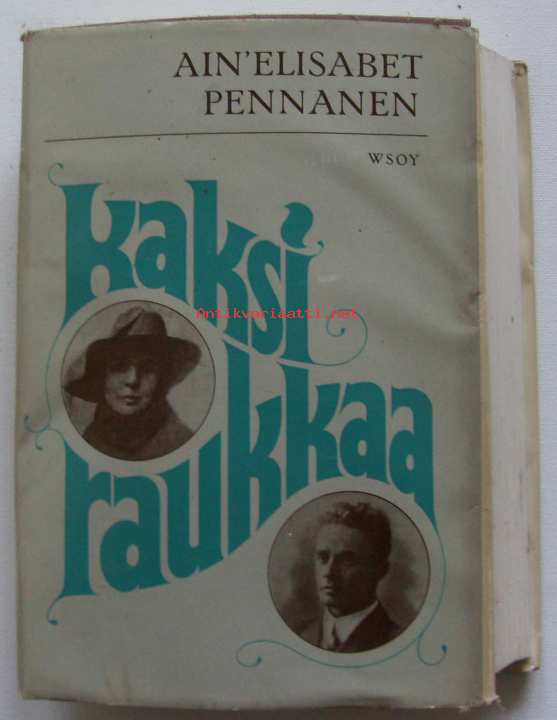 AIN'ELISABET
PENNANEN
WSOY
kaksi
Antikvariaatti.net
raukkaa